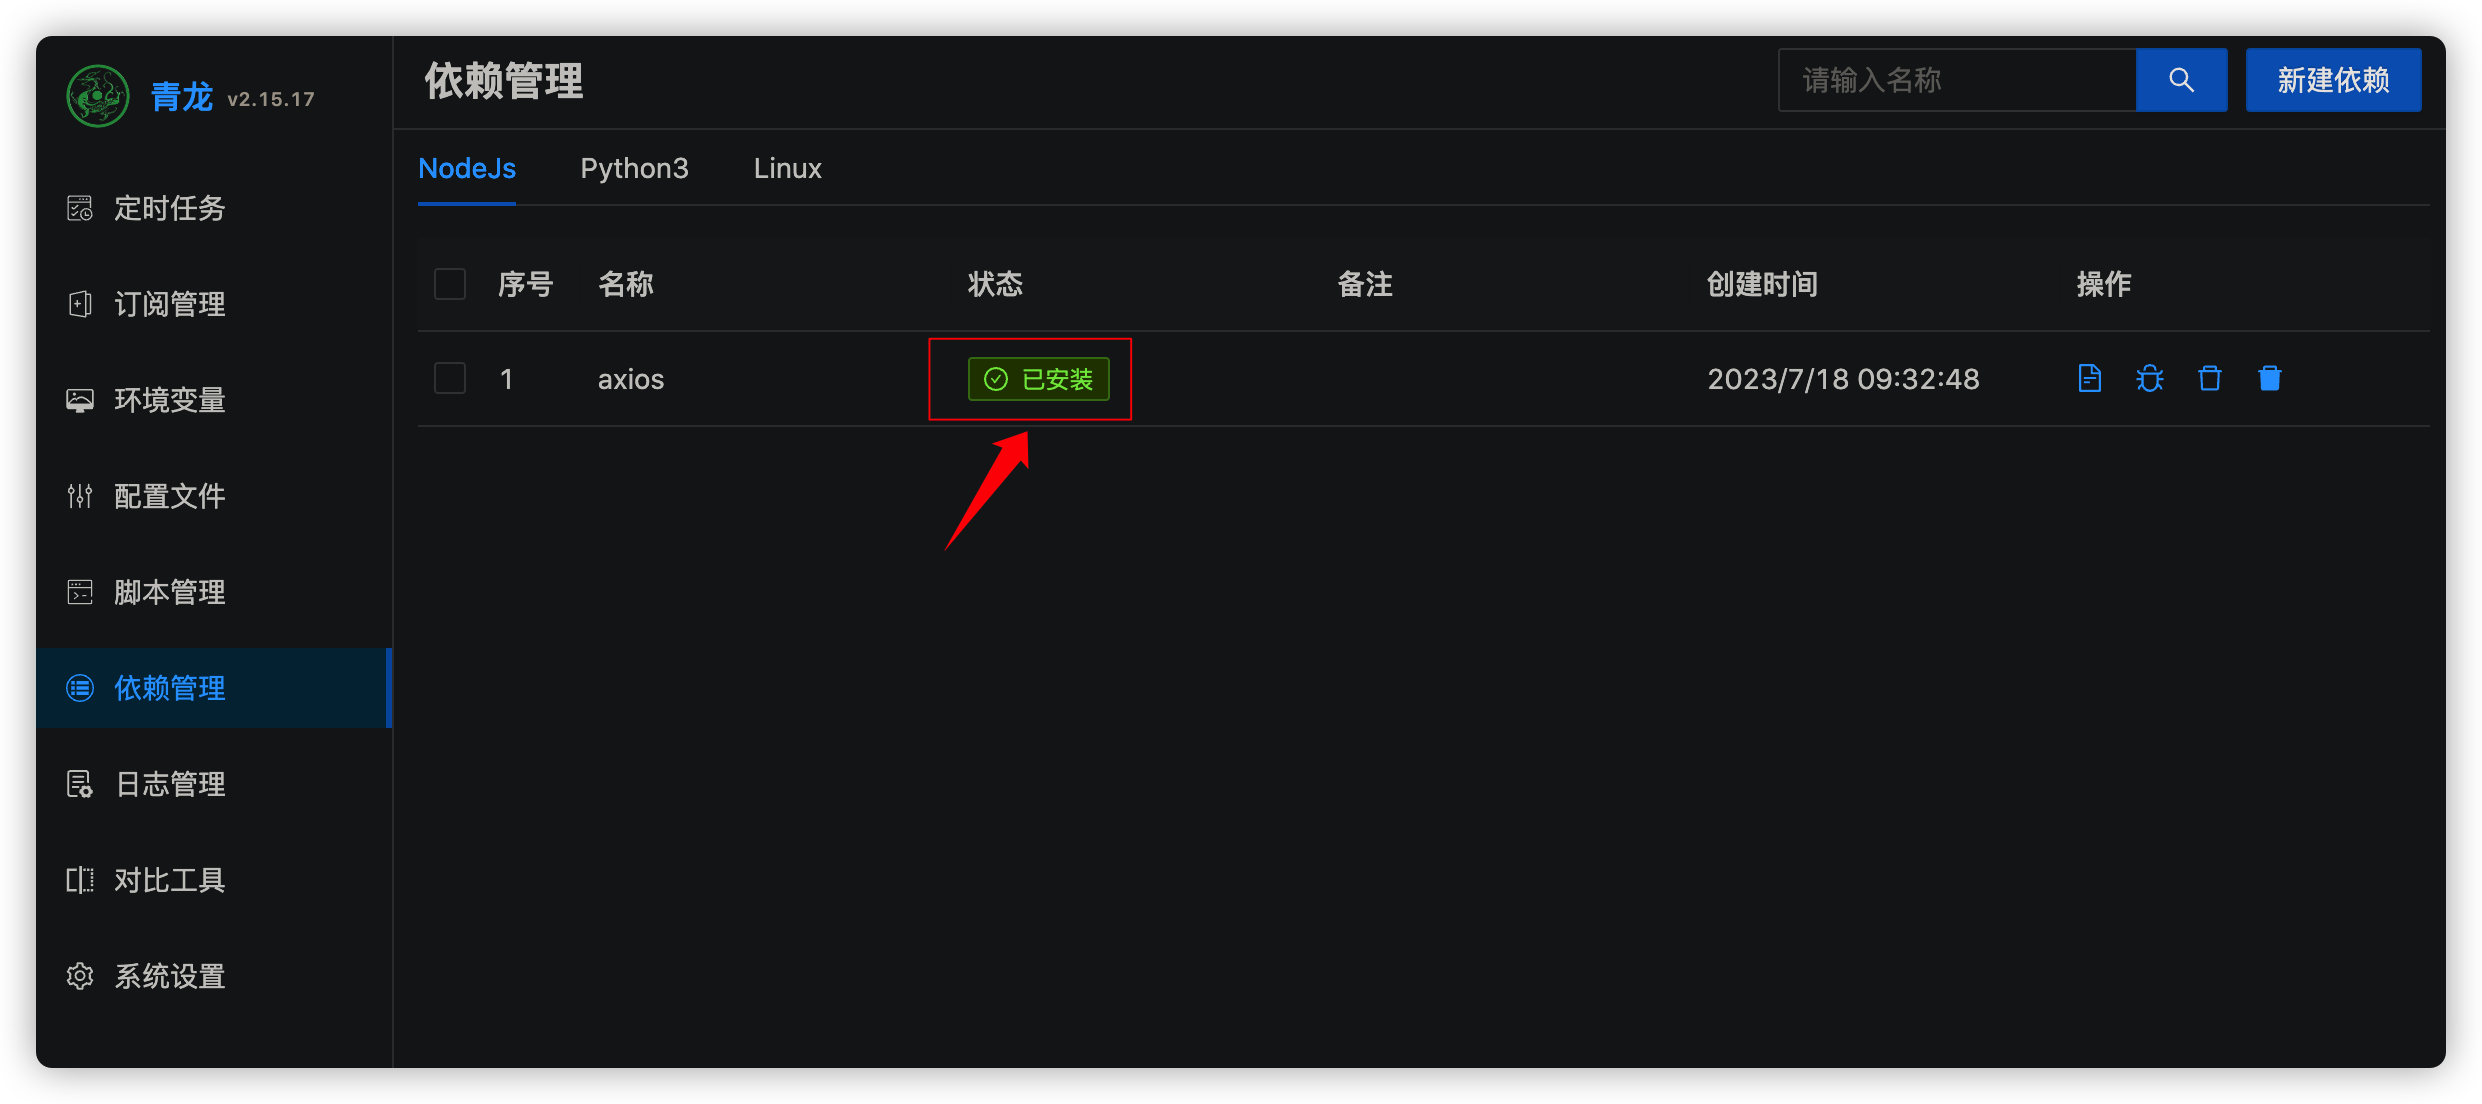 青龙 v2.15.17
定时任务
订阅管理
环境变量
配置文件
脚本管理
依赖管理
日志管理
对比工具
系统设置
依赖管理
请输入名称
新建依赖
NodeJs Python3 Linux
序号 名称 状态 备注 创建时间 操作
1 axios 已安装 2023/7/18 09:32:48